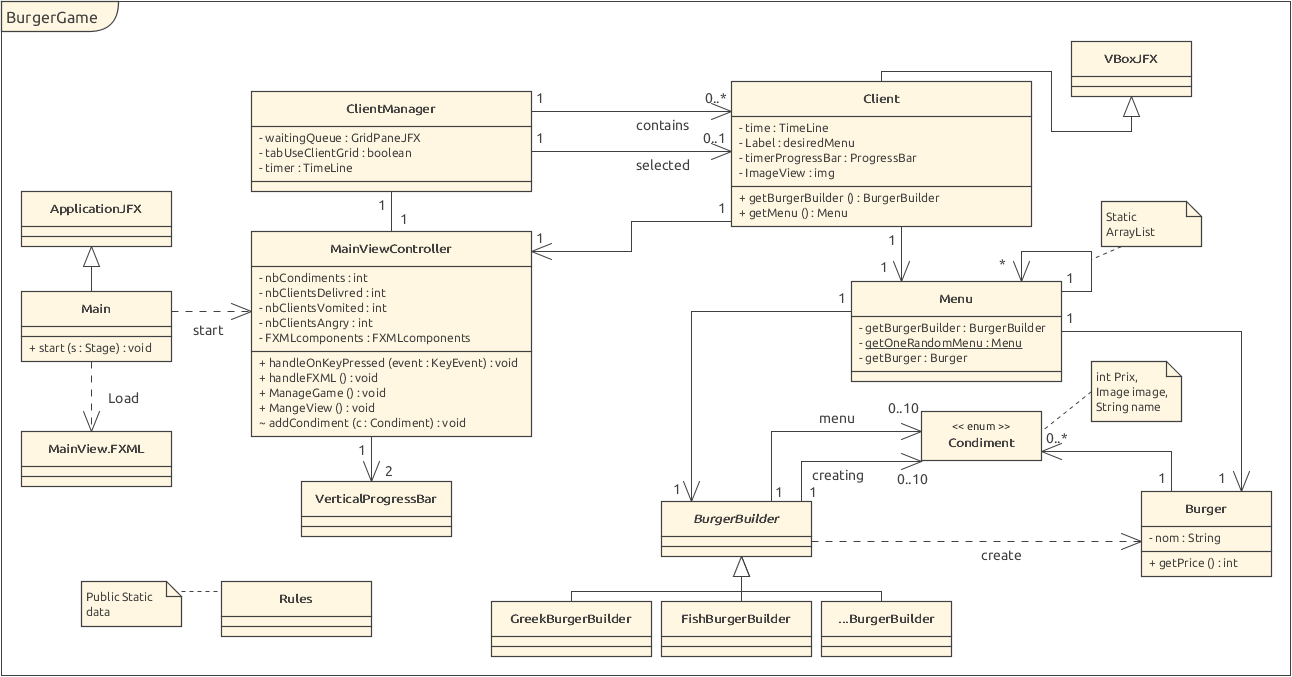 BurgerGame
VBoxJFX
ClientManager
- waitingQueue : GridPaneJFX
- tabUseClientGrid : boolean
- timer : TimeLine
1
0..*
contains
1
0..1
selected
Client
- time : TimeLine
- Label : desiredMenu
- timerProgressBar : ProgressBar
- ImageView : img
+ getBurgerBuilder () : BurgerBuilder
+ getMenu () : Menu
1
1
1
1
ApplicationJFX
Main
+ start (s : Stage) : void
start
Load
MainView.FXML
MainViewController
- nbCondiments : int
- nbClientsDelivred : int
- nbClientsVomited : int
- nbClientsAngry : int
- FXMLcomponents : FXMLcomponents
+ handleOnKeyPressed (event : KeyEvent) : void
+ handleFXML () : void
+ ManageGame () : void
+ MangeView () : void
~ addCondiment (c : Condiment) : void
1
2
VerticalProgressBar
Static
ArrayList
1
1
*
1
Menu
- getBurgerBuilder : BurgerBuilder
- getOneRandomMenu : Menu
- getBurger : Burger
1
1
int Prix,
Image image,
String name
<< enum >>
Condiment
menu
0..10
creating
0..10
0..*
1
1
1
1
1
BurgerBuilder
create
Burger
- nom : String
+ getPrice () : int
Public Static
data
Rules
GreekBurgerBuilder
FishBurgerBuilder
...BurgerBuilder